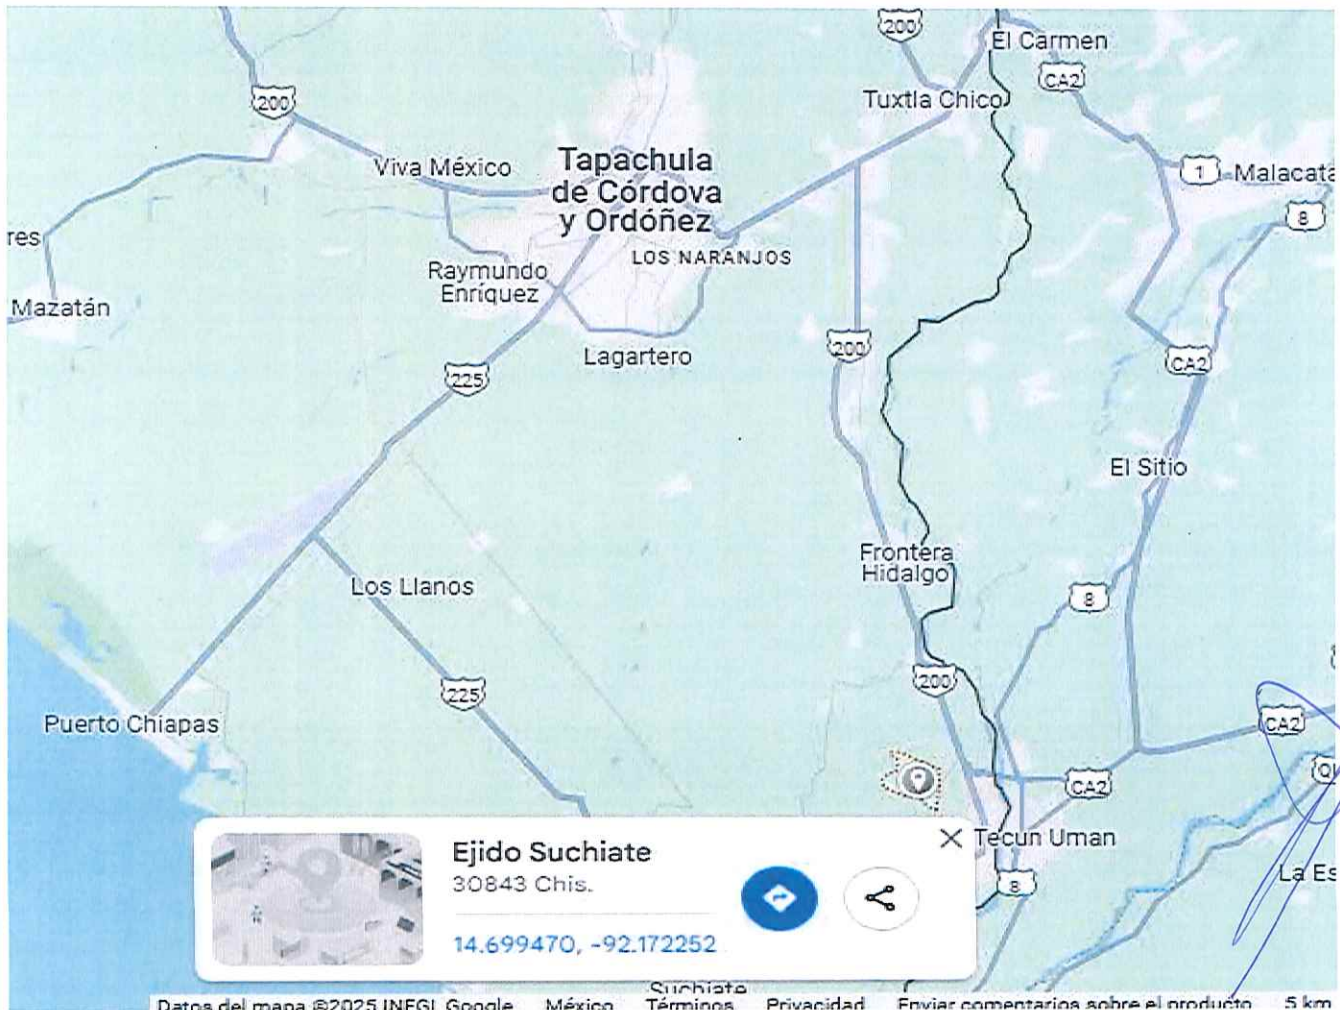 200
El Carmen
CA2
200
Tuxtla Chico
Viva México
Tapachula
de Córdova
y Ordóñez
1
Malacatá
8
res
LOS NARANJOS
Raymundo
Enríquez
Mazatán
200
Lagartero
CA2
225
El Sitio
Frontera
Hidalgo
Los Llanos
8
200
225
Puerto Chiapas
CA2
CA2
Tecun Uman
Ejido Suchiate
30843 Chis.
8
La Es
14.699470, -92.172252
Suchiate
Datos del mapa ©2025 INEGI, Google México Términos Privacidad Enviar comentarios sobre el producto 5 km